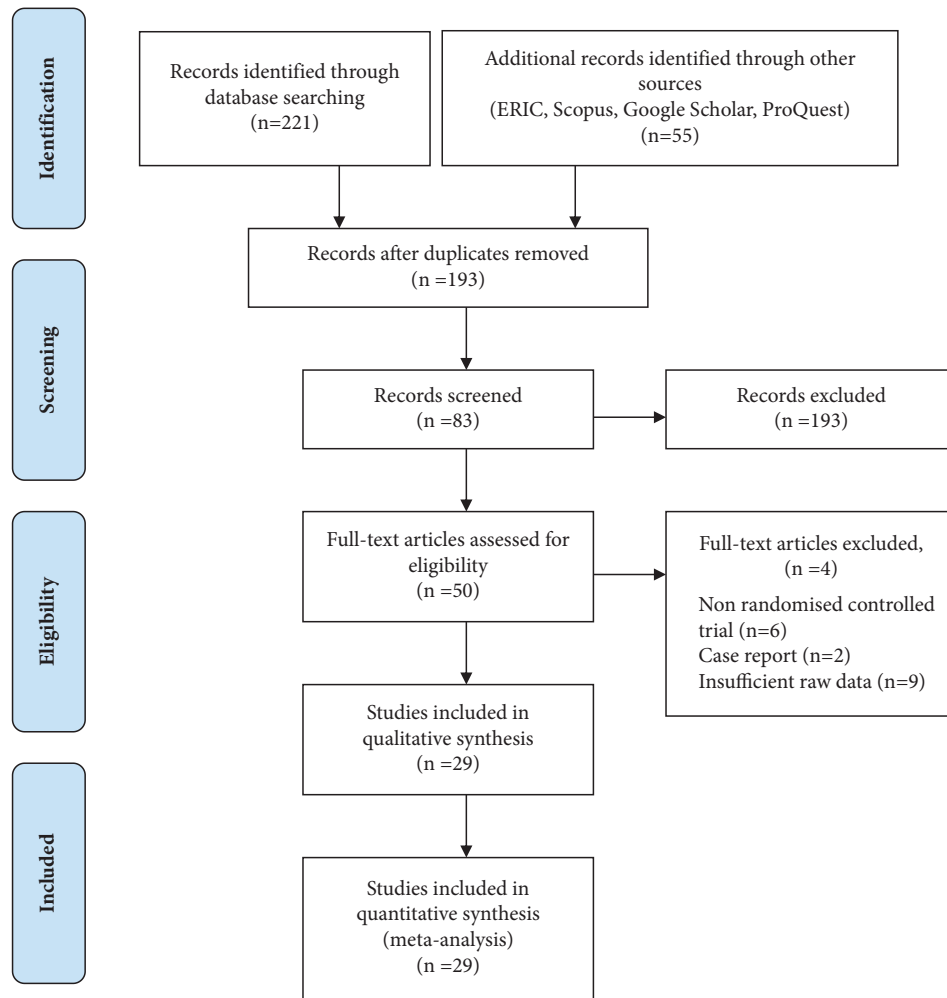 Identification
Records identified through
database searching
(n=221)
Additional records identified through other
sources
(ERIC, Scopus, Google Scholar, ProQuest)
(n=55)
Records after duplicates removed
(n =193)
Screening
Records screened
(n =83)
Records excluded
(n =193)
Eligibility
Full-text articles assessed for
eligibility
(n =50)
Full-text articles excluded,
(n =4)
Non randomised controlled
trial (n=6)
Case report (n=2)
Insufficient raw data (n=9)
Studies included in
qualitative synthesis
(n =29)
Included
Studies included in
quantitative synthesis
(meta-analysis)
(n =29)